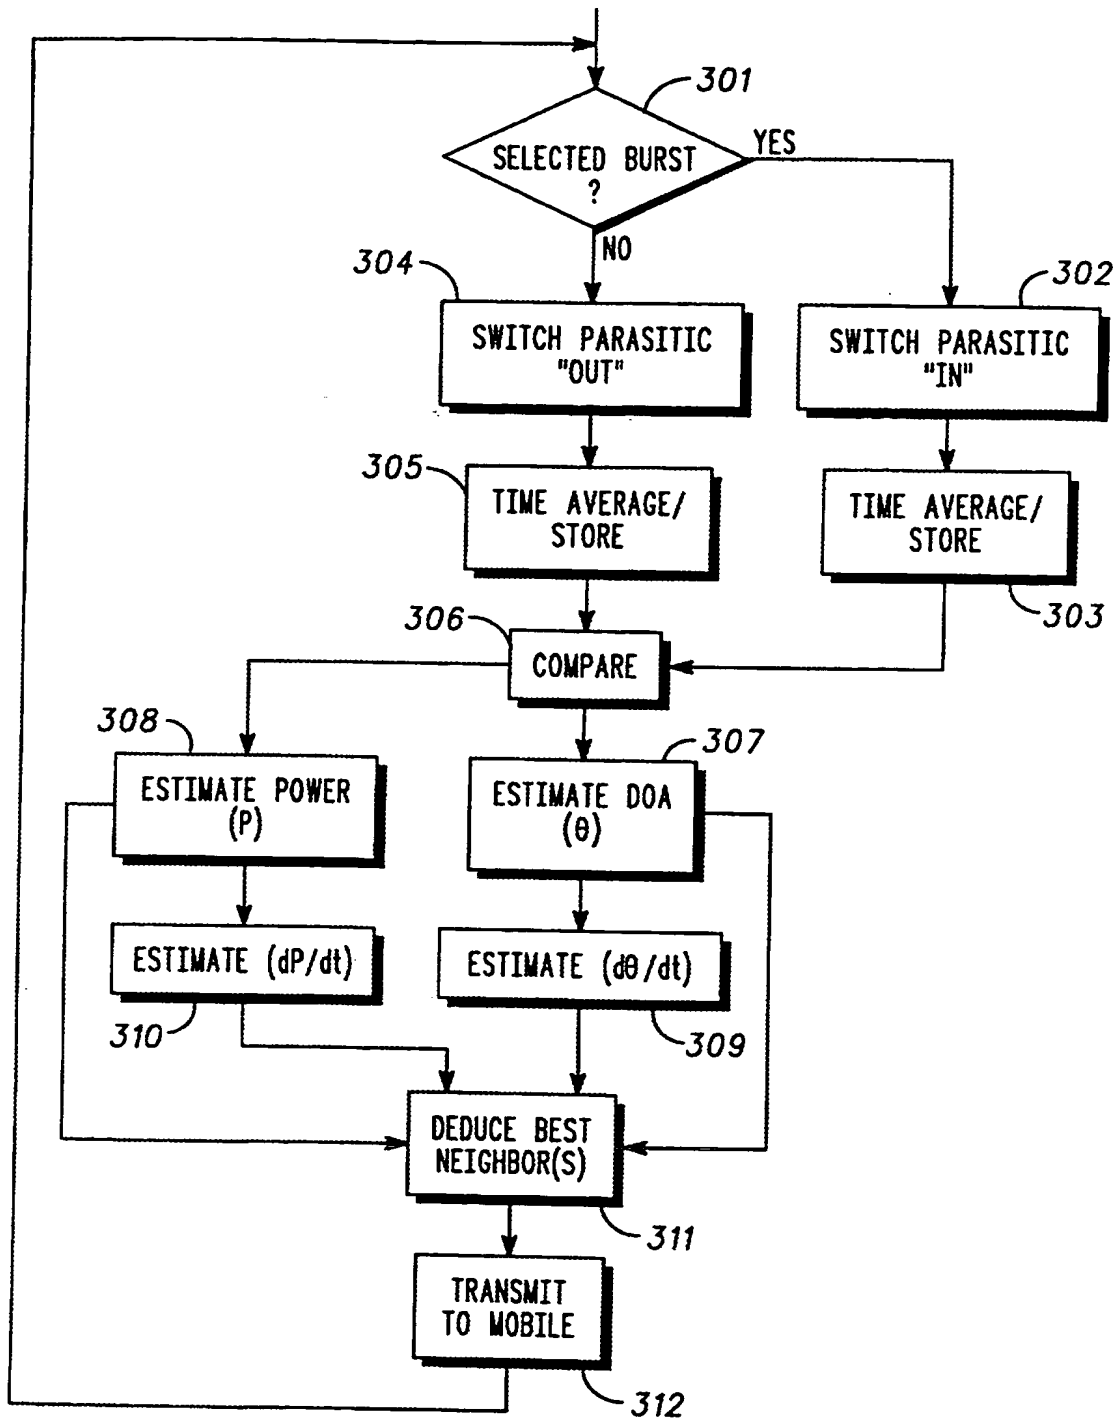 301
SELECTED BURST
?
YES
NO
304
SWITCH PARASITIC
"OUT"
302
SWITCH PARASITIC
"IN"
305
TIME AVERAGE/
STORE
TIME AVERAGE/
STORE
303
306
COMPARE
308
ESTIMATE POWER
(P)
307
ESTIMATE DOA
(θ)
ESTIMATE (dP/dt)
310
ESTIMATE (dθ/dt)
309
DEDUCE BEST
NEIGHBOR(S)
311
TRANSMIT
TO MOBILE
312